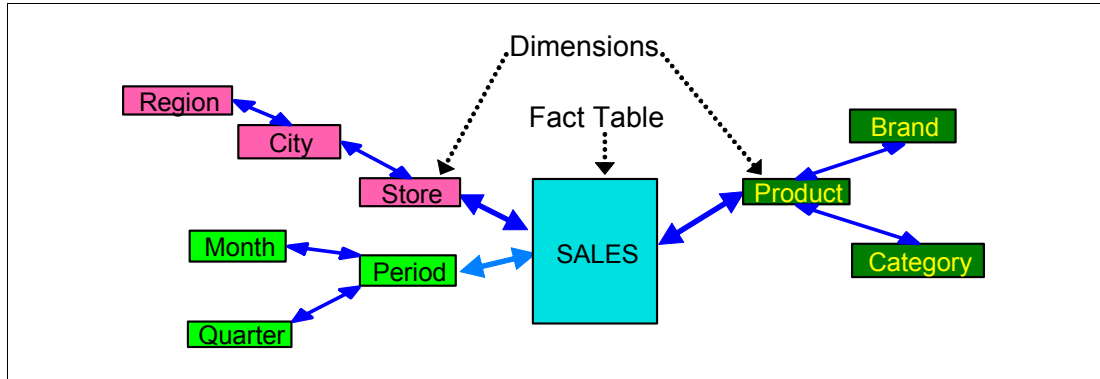 Dimensions
Region
Fact Table
Brand
City
Store
Product
Month
SALES
Period
Category
Quarter